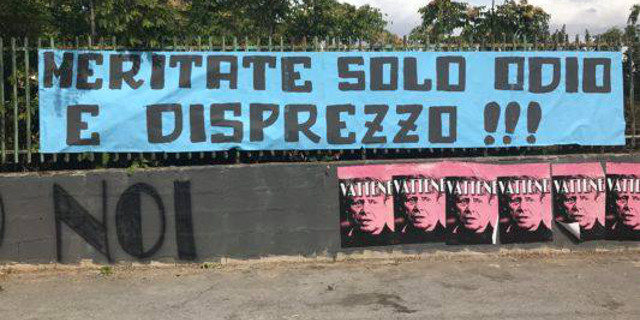 MERITATE SOLO ODIO
E DISPREZZO !!!
NOI
VATTENE VATTENE VATTENE VATTENE VATTENE VATTENE